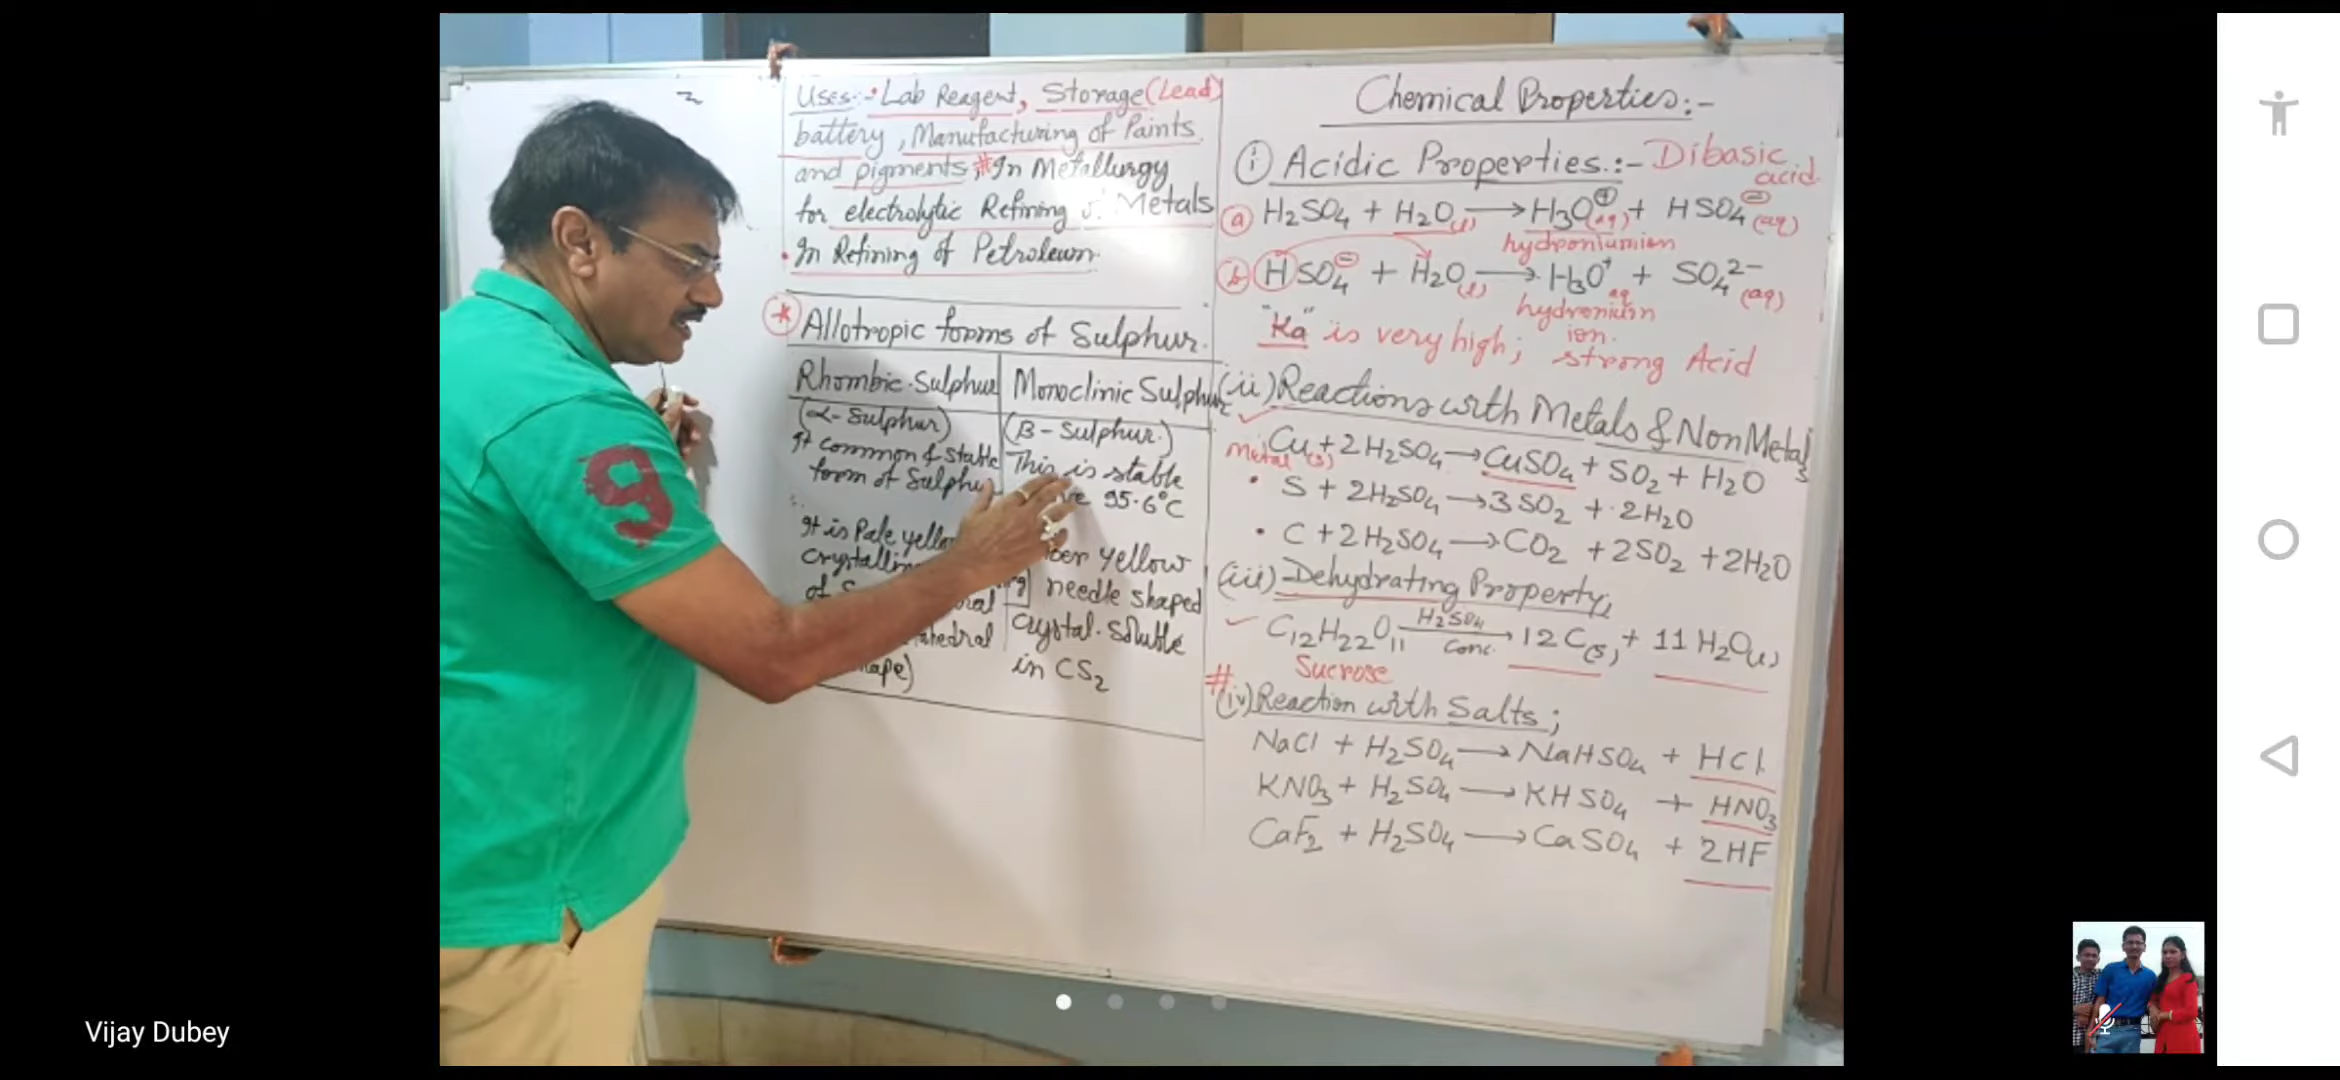 Uses:- • Lab Reagent, Storage (Lead)
battery, Manufacturing of Paints
and pigments, # In Metallurgy
for electrolytic Refining of Metals
• In Refining of Petroleum.
* Allotropic forms of Sulphur.
Rhombic Sulphur
(α-Sulphur)
It common & stable
form of Sulphur
It is Pale yellow
crystalline
of
hedral
Monoclinic Sulphur
(β-Sulphur)
This is stable
95.6°C
yellow
needle shaped
crystal. Soluble
in CS₂
Chemical Properties:-
(i) Acidic Properties:- Dibasic
acid
(a) H₂SO₄ + H₂O(l) → H₃O⊕(aq) + HSO₄⊖(aq)
hydroniumion
(b) HSO₄⊖ + H₂O(l) → H₃O⁺aq + SO₄²⁻(aq)
hydronium
ion.
"Ka" is very high; strong Acid
(ii) Reactions with Metals & NonMetals
Metal Cu(s) + 2H₂SO₄ → CuSO₄ + SO₂ + H₂O
• S + 2H₂SO₄ → 3SO₂ + 2H₂O
• C + 2H₂SO₄ → CO₂ + 2SO₂ + 2H₂O
(iii) Dehydrating Property,
C₁₂H₂₂O₁₁ H₂SO₄ Conc. → 12C(s) + 11H₂O(l)
Sucrose
# (iv) Reaction with Salts;
NaCl + H₂SO₄ → NaHSO₄ + HCl
KNO₃ + H₂SO₄ → KHSO₄ + HNO₃
CaF₂ + H₂SO₄ → CaSO₄ + 2HF
9
Vijay Dubey